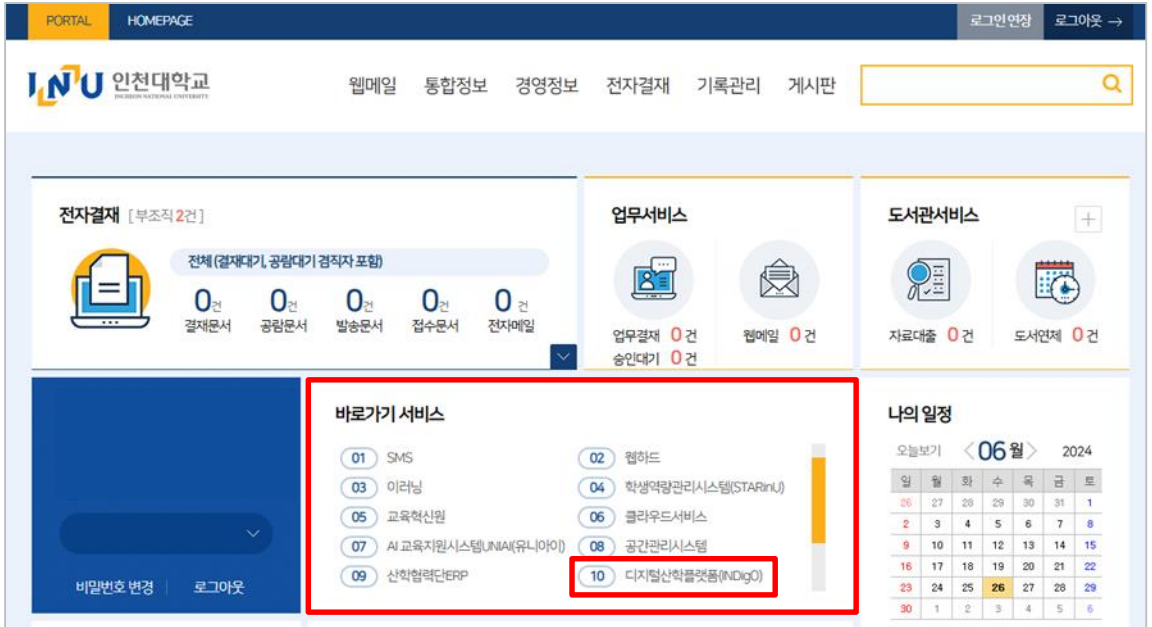 PORTAL HOMEPAGE 로그인 연장 로그아웃 →
INU 인천대학교 웹메일 통합정보 경영정보 전자결재 기록관리 게시판
INCHEON NATIONAL UNIVERSITY
전자결재 [부조직 2건]
전체 (결재대기, 공람대기 겸직자 포함)
0건 0건 0건 0건 0건
결재문서 공람문서 발송문서 접수문서 전자메일
업무서비스
업무결재 0건 웹메일 0건
승인대기 0건
도서관서비스 +
자료대출 0건 도서연체 0건
비밀번호 변경 로그아웃
바로가기 서비스
01 SMS 02 웹하드
03 이러닝 04 학생역량관리시스템(STARinU)
05 교육혁신원 06 클라우드서비스
07 AI 교육지원시스템UNIAI(유니아이) 08 공간관리시스템
09 산학협력단ERP 10 디지털산학플랫폼(INDigO)
나의 일정
오늘보기 < 06월 > 2024
일 월 화 수 목 금 토
26 27 28 29 30 31 1
2 3 4 5 6 7 8
9 10 11 12 13 14 15
16 17 18 19 20 21 22
23 24 25 26 27 28 29
30 1 2 3 4 5 6